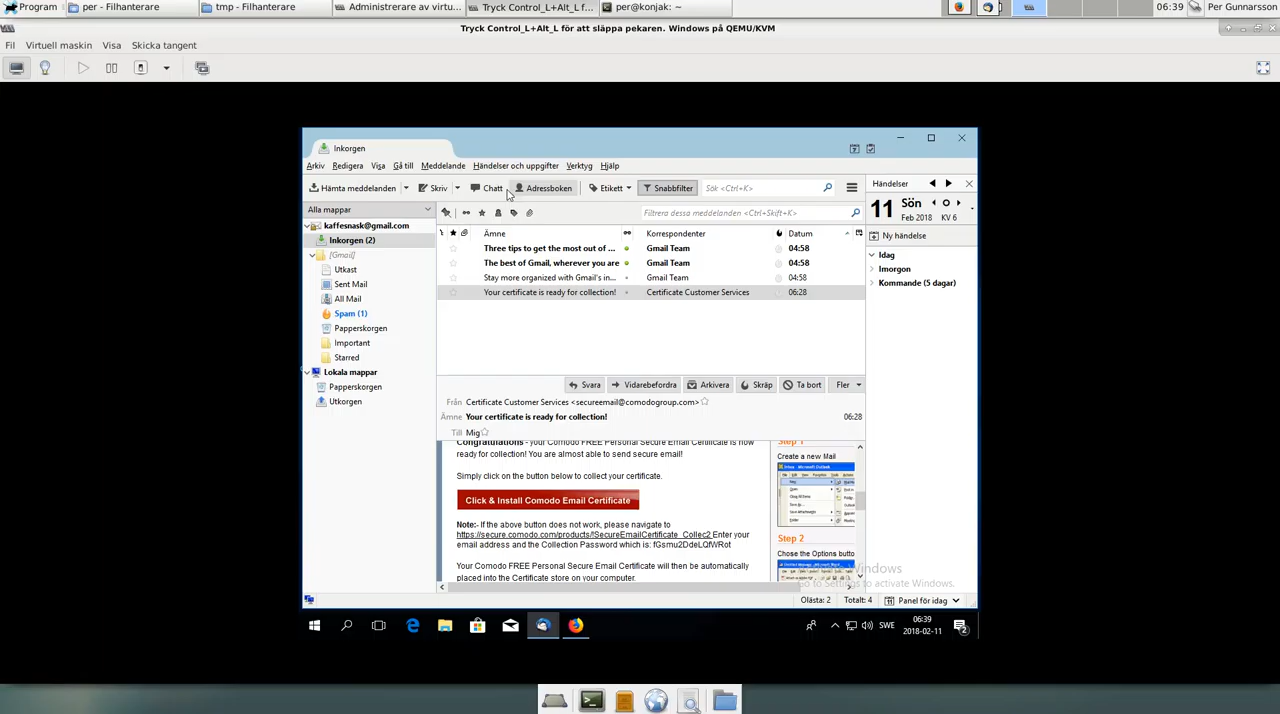 Program per - Filhanterare tmp - Filhanterare Administrerare av virtu... Tryck Control_L+Alt_L f... per@konjak: ~ 06:39 Per Gunnarsson
Tryck Control_L+Alt_L för att släppa pekaren. Windows på QEMU/KVM
Fil Virtuell maskin Visa Skicka tangent
Inkorgen
Arkiv Redigera Visa Gå till Meddelande Händelser och uppgifter Verktyg Hjälp
Hämta meddelanden Skriv Chatt Adressboken Etikett Snabbfilter Sök <Ctrl+K>
Händelser
Alla mappar
Filtrera dessa meddelanden <Ctrl+Skift+K>
11 Sön
Feb 2018 KV 6
kaffesnask@gmail.com
Ämne Korrespondenter Datum
Ny händelse
Inkorgen (2)
Three tips to get the most out of ... Gmail Team 04:58
[Gmail]
The best of Gmail, wherever you are Gmail Team 04:58
Idag
Utkast
Stay more organized with Gmail's in... Gmail Team 04:58
Imorgon
Sent Mail
Your certificate is ready for collection! Certificate Customer Services 06:28
Kommande (5 dagar)
All Mail
Spam (1)
Papperskorgen
Important
Starred
Lokala mappar
Papperskorgen
Utkorgen
Svara Vidarebefordra Arkivera Skräp Ta bort Fler
Från Certificate Customer Services <secureemail@comodogroup.com>
Ämne Your certificate is ready for collection! 06:28
Till Mig
Congratulations - your Comodo FREE Personal Secure Email Certificate is now
ready for collection! You are almost able to send secure email!
Simply click on the button below to collect your certificate.
Click & Install Comodo Email Certificate
Note:- If the above button does not work, please navigate to
https://secure.comodo.com/products/!SecureEmailCertificate_Collec2 Enter your
email address and the Collection Password which is: fGsmu2DdeLQfWRot
Your Comodo FREE Personal Secure Email Certificate will then be automatically
placed into the Certificate store on your computer.
Step 1
Create a new Mail
Step 2
Chose the Options butto
Go to Settings to activate Windows.
Olästa: 2 Totalt: 4 Panel för idag
SWE
06:39
2018-02-11
2